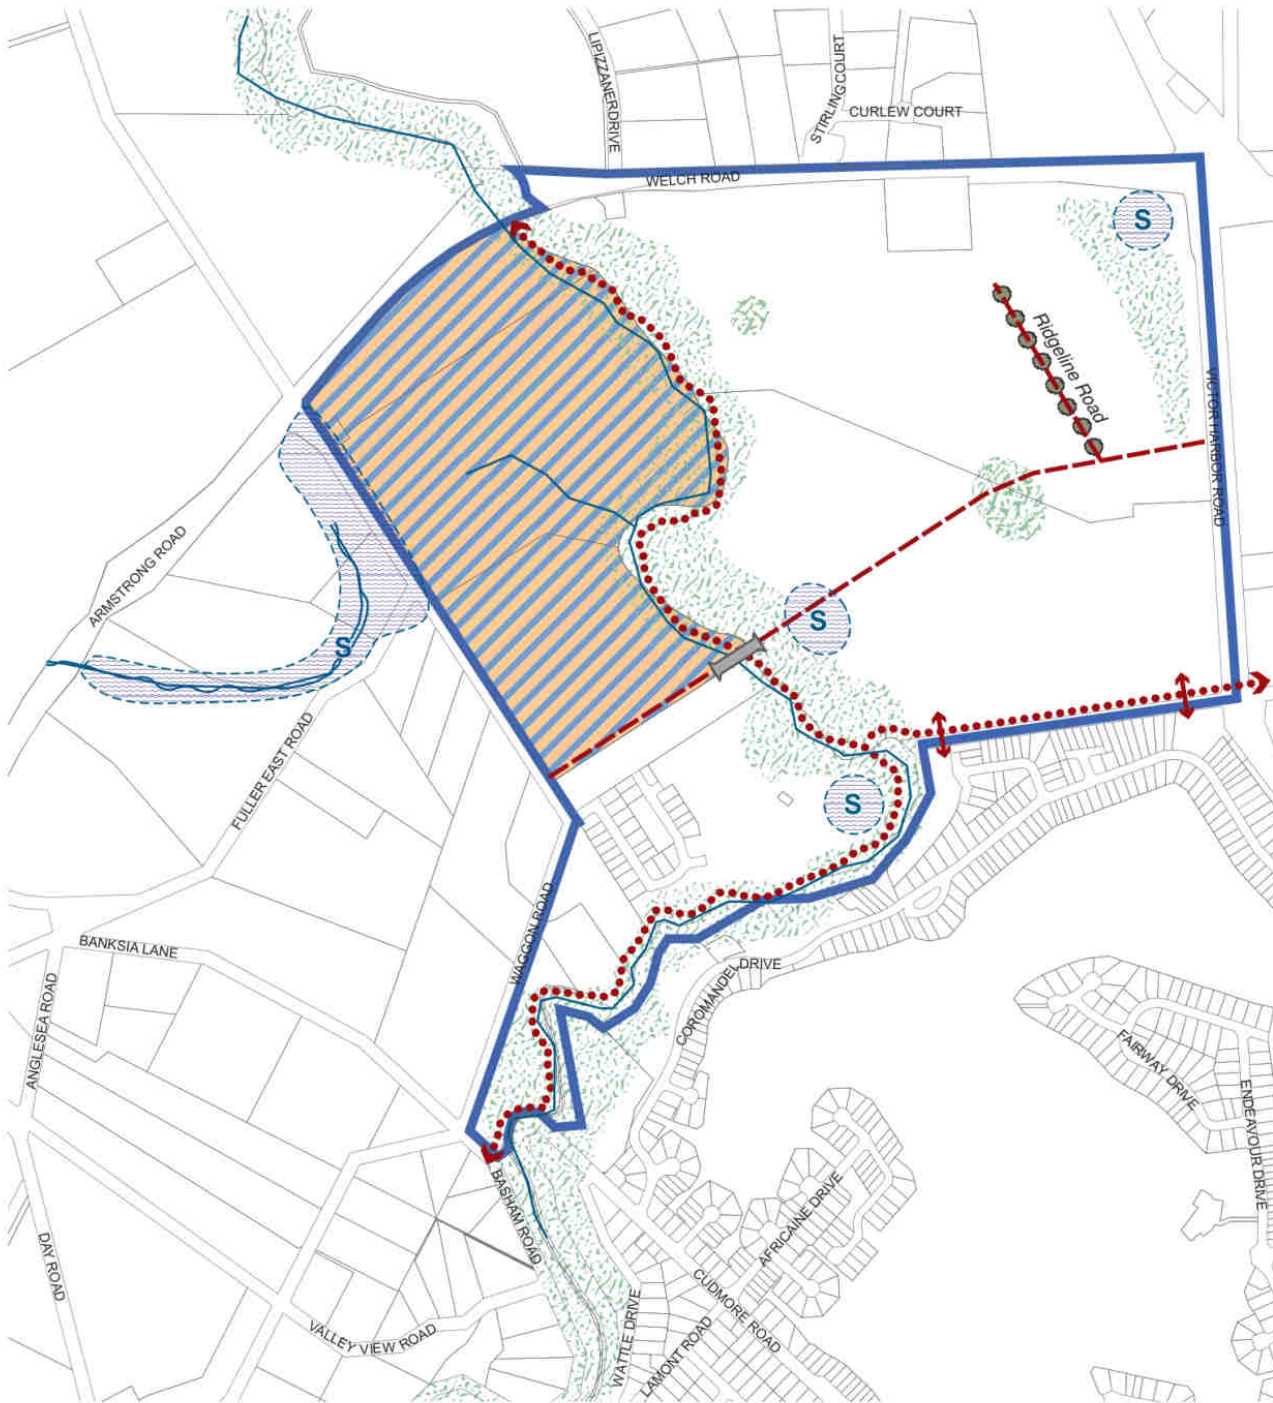 LIPIZZANERDRIVE
STIRLINGCOURT
CURLEW COURT
WELCH ROAD
S
Ridgeline Road
VICTOR HARBOR ROAD
ARMSTRONG ROAD
S
S
FULLER EAST ROAD
S
WAGGON ROAD
BANKSIA LANE
ANGLESEA ROAD
COROMANDEL DRIVE
FAIRWAY DRIVE
ENDEAVOUR DRIVE
BASHAM ROAD
AFRICAINE DRIVE
DAY ROAD
CUDMORE ROAD
VALLEY VIEW ROAD
WATTLE DRIVE
LAMONT ROAD